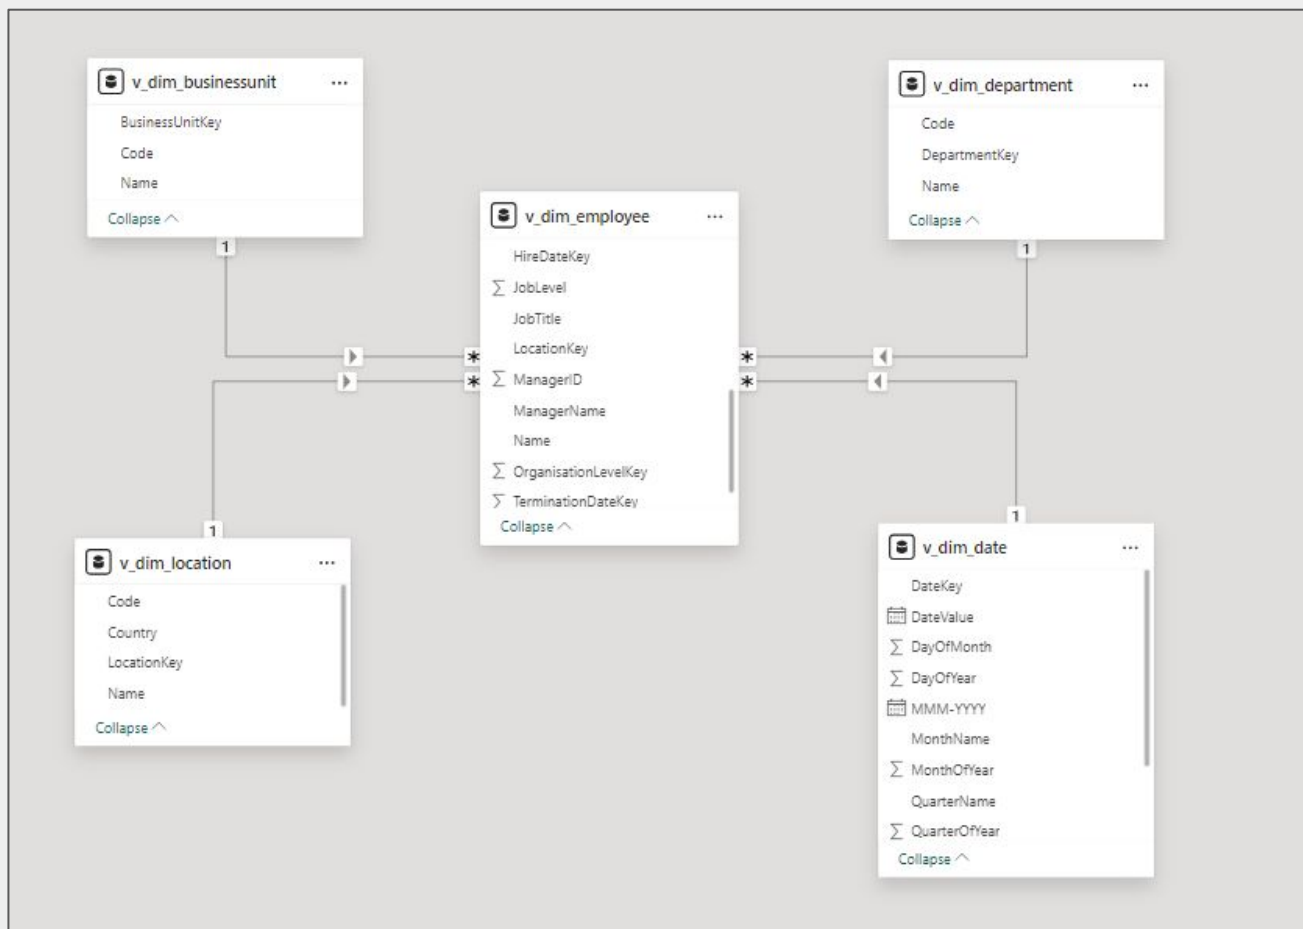 v_dim_businessunit ...
BusinessUnitKey
Code
Name
Collapse
1
v_dim_department ...
Code
DepartmentKey
Name
Collapse
1
v_dim_employee ...
HireDateKey
∑ JobLevel
JobTitle
LocationKey
∑ ManagerID
ManagerName
Name
∑ OrganisationLevelKey
∑ TerminationDateKey
Collapse
* *
* *
1
v_dim_location ...
Code
Country
LocationKey
Name
Collapse
1
v_dim_date ...
DateKey
DateValue
∑ DayOfMonth
∑ DayOfYear
MMM-YYYY
MonthName
∑ MonthOfYear
QuarterName
∑ QuarterOfYear
Collapse